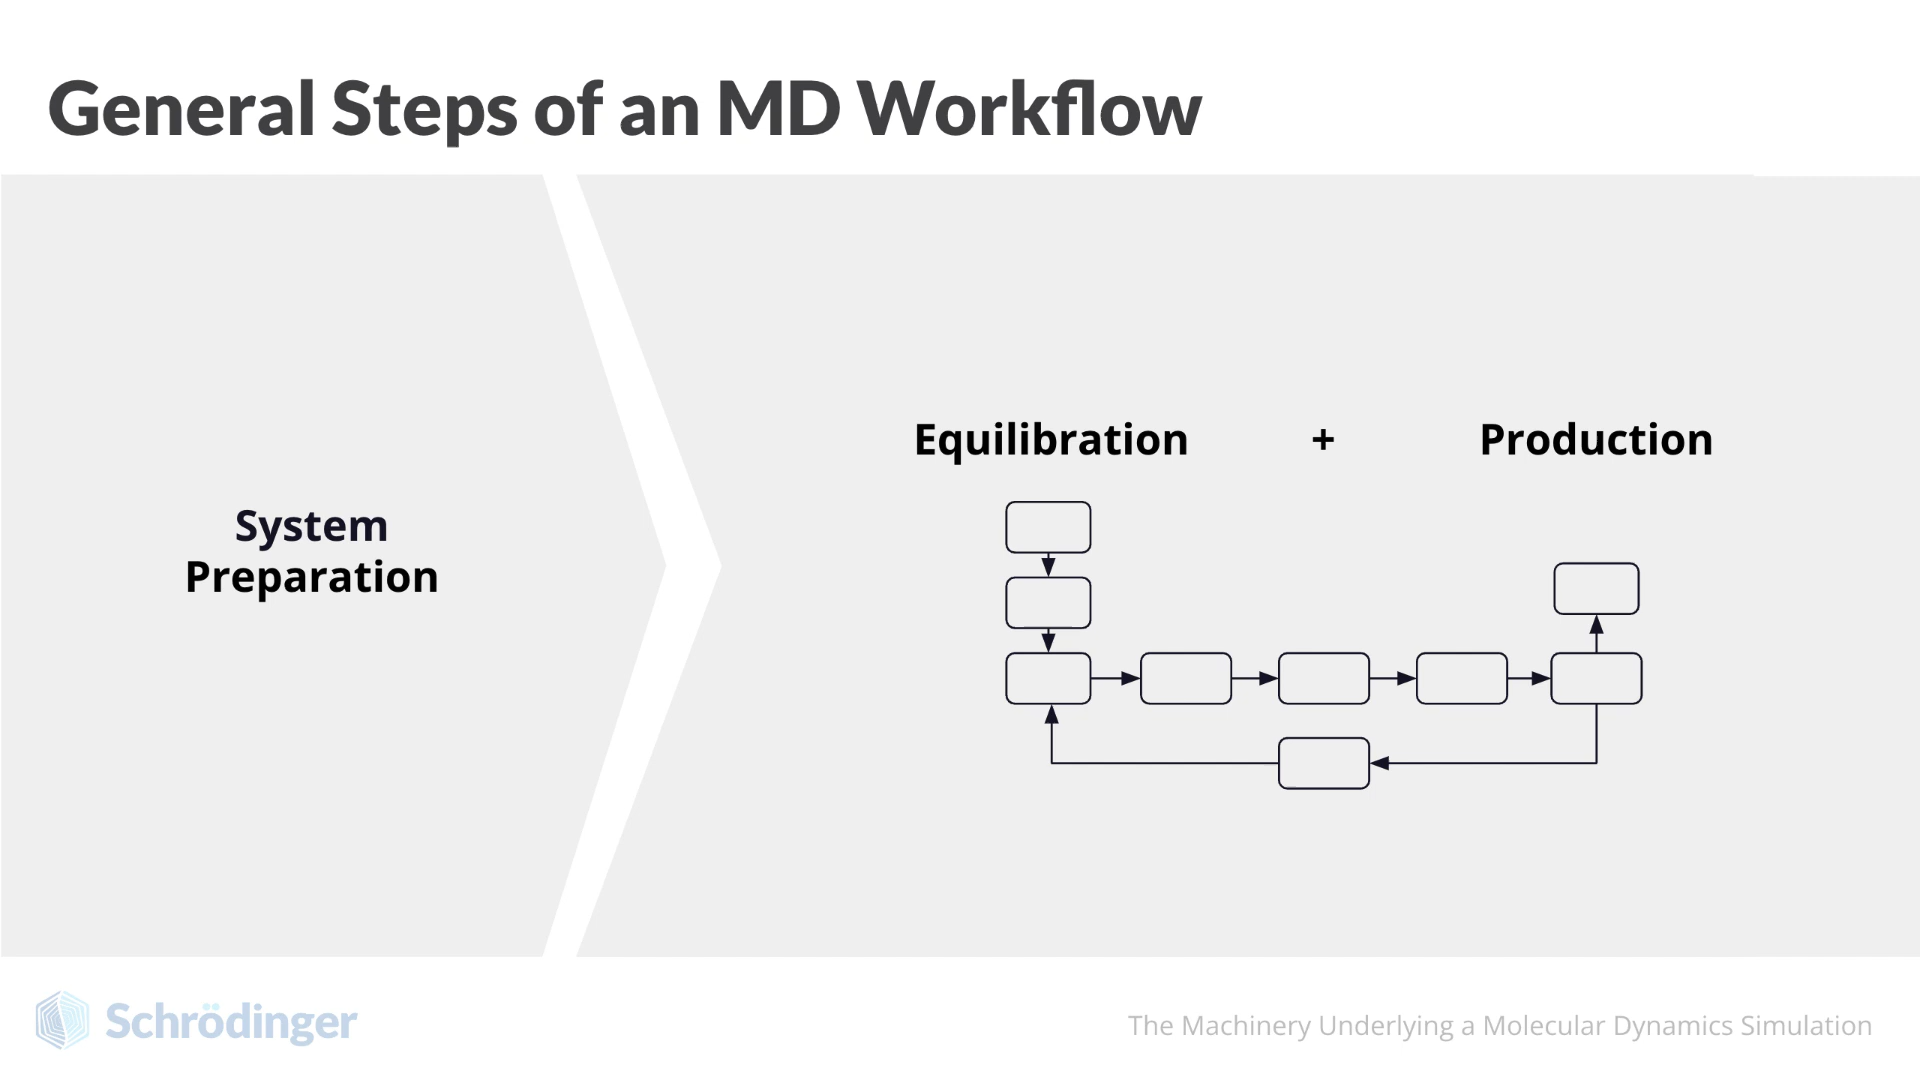 General Steps of an MD Workflow
System
Preparation
Equilibration + Production
Schrödinger
The Machinery Underlying a Molecular Dynamics Simulation